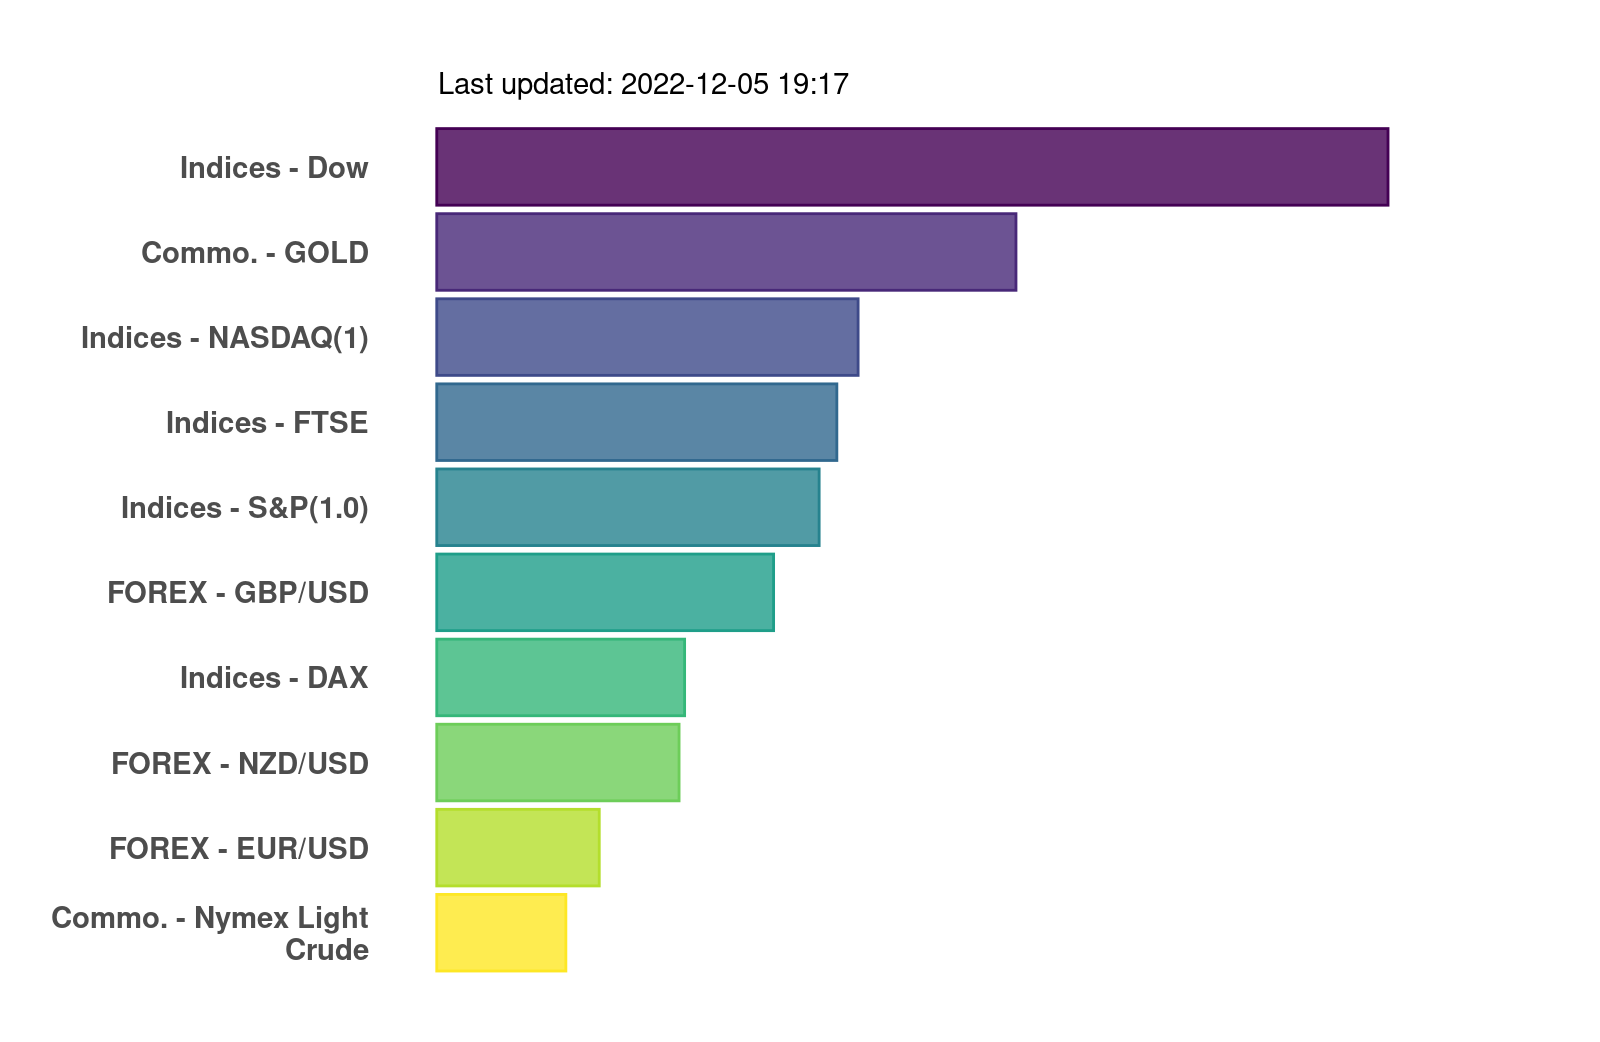 Last updated: 2022-12-05 19:17
Indices - Dow
Commo. - GOLD
Indices - NASDAQ(1)
Indices - FTSE
Indices - S&P(1.0)
FOREX - GBP/USD
Indices - DAX
FOREX - NZD/USD
FOREX - EUR/USD
Commo. - Nymex Light
Crude